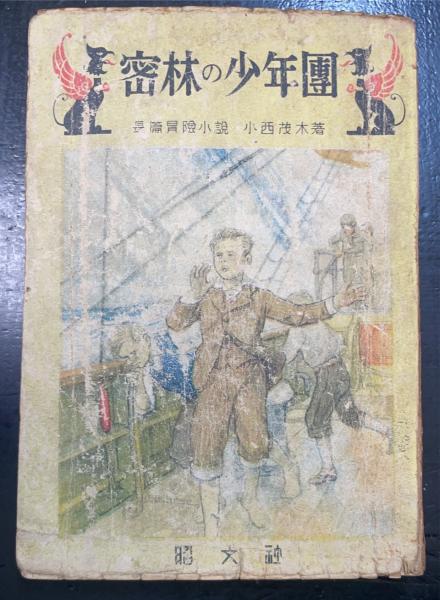 密林の少年團
長篇冒險小說 小西茂木著
昭文社